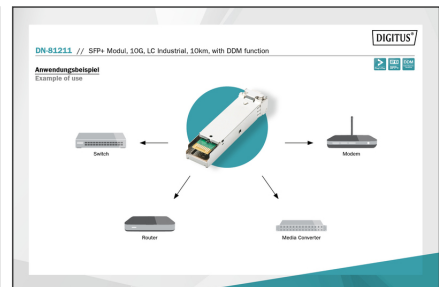 DIGITUS®
DN-81211 // SFP+ Modul, 10G, LC Industrial, 10km, with DDM function
Anwendungsbeispiel
Example of use
DDM
Switch
Modem
Router
Media Converter